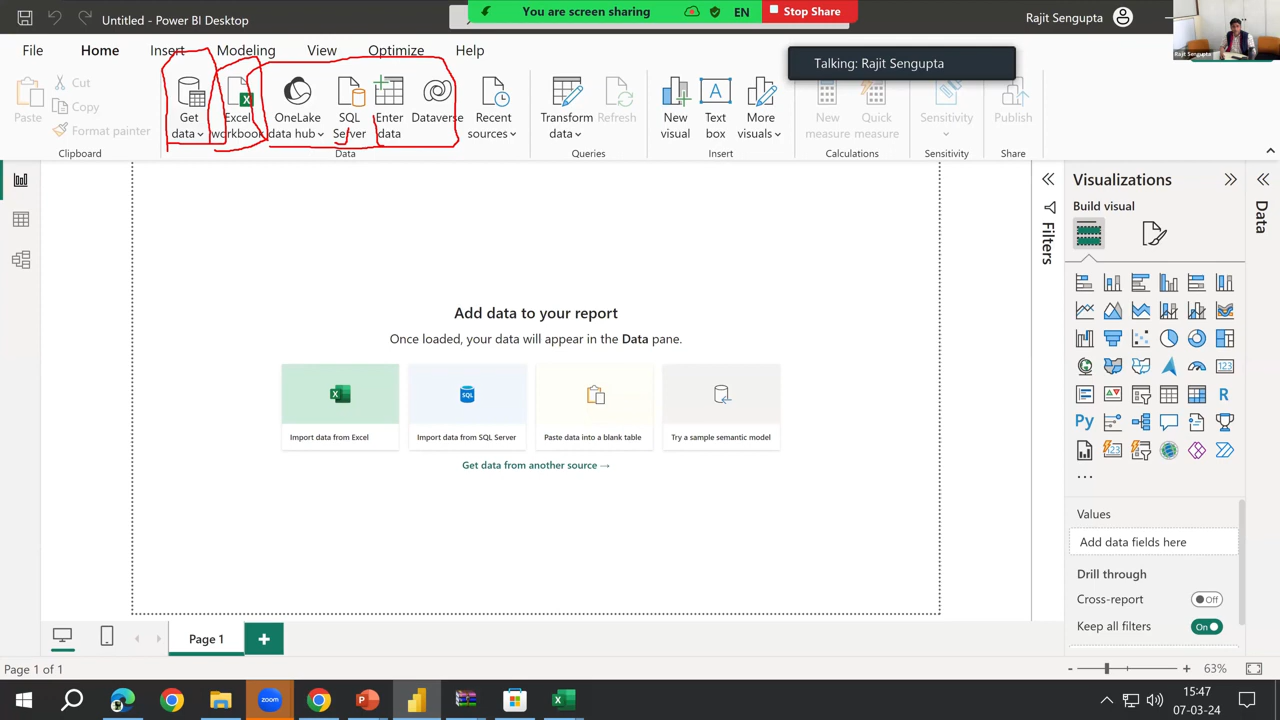 Untitled - Power BI Desktop
You are screen sharing
EN
Stop Share
Rajit Sengupta
Rajit Sengupta
File
Home
Insert
Modeling
View
Optimize
Help
Talking: Rajit Sengupta
Paste
Cut
Copy
Format painter
Clipboard
Get data
Excel workbook
OneLake data hub
SQL Server
Enter data
Dataverse
Recent sources
Data
Transform data
Refresh
Queries
New visual
Text box
More visuals
Insert
New measure
Quick measure
Calculations
Sensitivity
Sensitivity
Publish
Share
Add data to your report
Once loaded, your data will appear in the Data pane.
SQL
Import data from Excel
Import data from SQL Server
Paste data into a blank table
Try a sample semantic model
Get data from another source →
Filters
Visualizations
Build visual
123
R
Py
123
...
Values
Add data fields here
Drill through
Cross-report
Off
Keep all filters
On
Data
Page 1
Page 1 of 1
63%
zoom
15:47
07-03-24